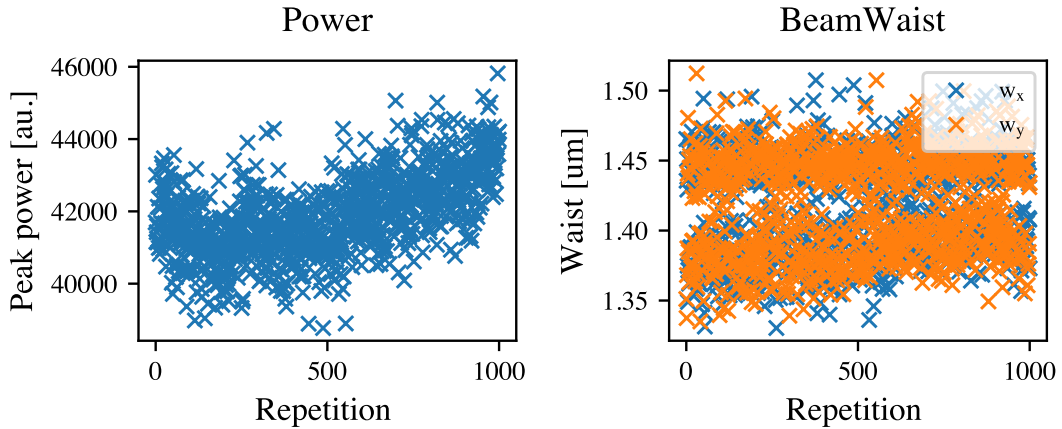 Power
Peak power [au.]
46000
44000
42000
40000
0
500
1000
Repetition
BeamWaist
Waist [um]
1.50
1.45
1.40
1.35
wx
wy
0
500
1000
Repetition